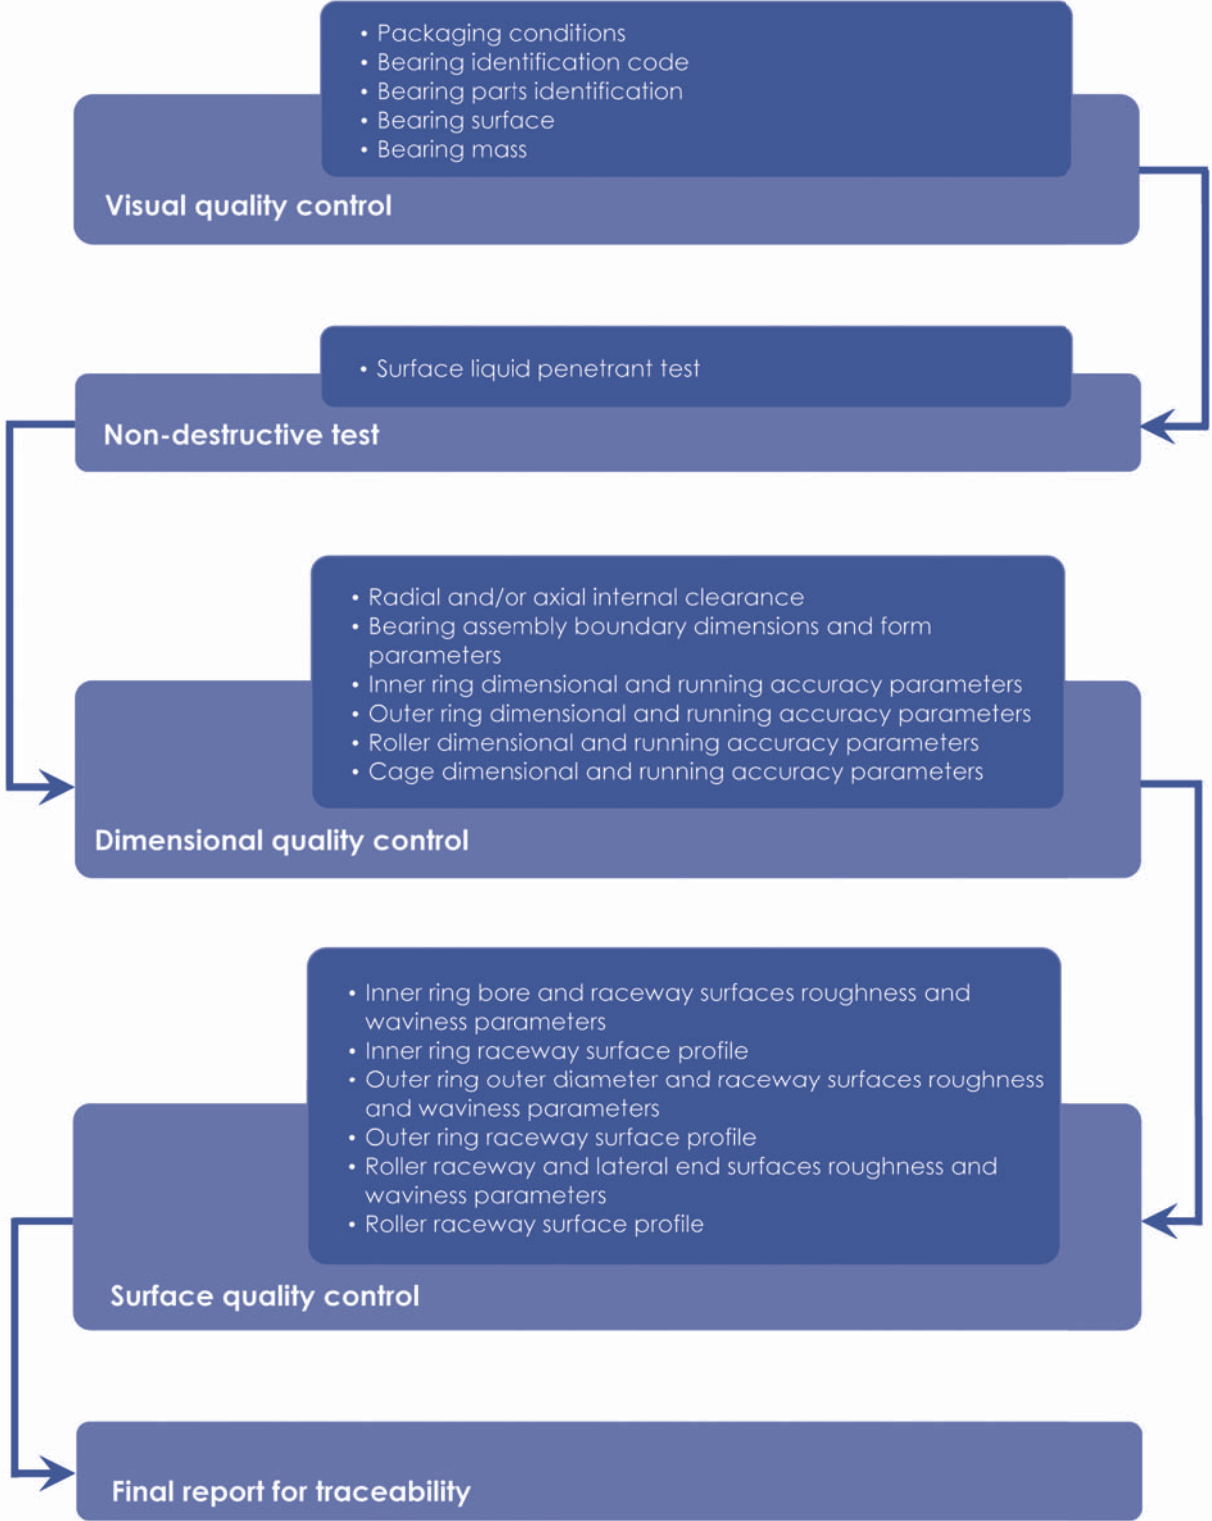 • Packaging conditions
• Bearing identification code
• Bearing parts identification
• Bearing surface
• Bearing mass
Visual quality control
• Surface liquid penetrant test
Non-destructive test
• Radial and/or axial internal clearance
• Bearing assembly boundary dimensions and form
parameters
• Inner ring dimensional and running accuracy parameters
• Outer ring dimensional and running accuracy parameters
• Roller dimensional and running accuracy parameters
• Cage dimensional and running accuracy parameters
Dimensional quality control
• Inner ring bore and raceway surfaces roughness and
waviness parameters
• Inner ring raceway surface profile
• Outer ring outer diameter and raceway surfaces roughness
and waviness parameters
• Outer ring raceway surface profile
• Roller raceway and lateral end surfaces roughness and
waviness parameters
• Roller raceway surface profile
Surface quality control
Final report for traceability